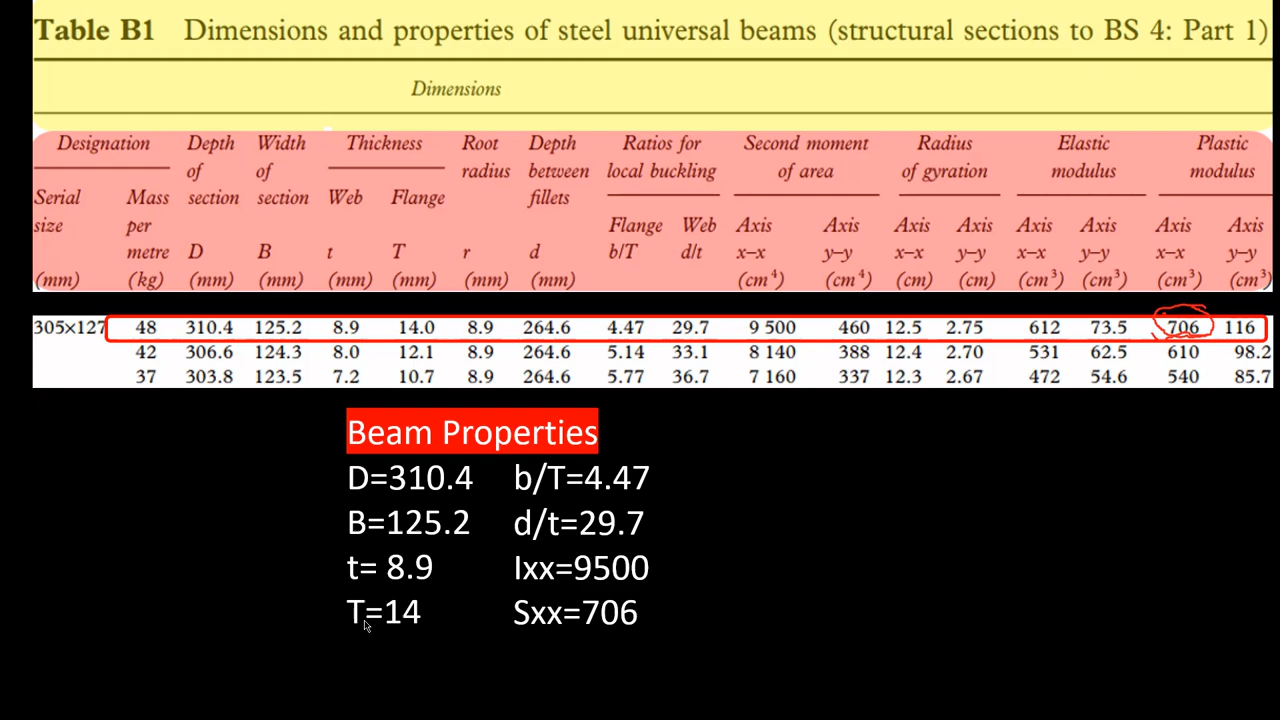 Table B1 Dimensions and properties of steel universal beams (structural sections to BS 4: Part 1)
Dimensions
Designation Depth Width Thickness Root Depth Ratios for Second moment Radius Elastic Plastic
of of radius between local buckling of area of gyration modulus modulus
Serial Mass section section Web Flange fillets
size per Flange Web Axis Axis Axis Axis Axis Axis Axis Axis
metre D B t T r d b/T d/t x–x y–y x–x y–y x–x y–y x–x y–y
(mm) (kg) (mm) (mm) (mm) (mm) (mm) (mm) (cm⁴) (cm⁴) (cm) (cm) (cm³) (cm³) (cm³) (cm³)
305×127 48 310.4 125.2 8.9 14.0 8.9 264.6 4.47 29.7 9 500 460 12.5 2.75 612 73.5 706 116
42 306.6 124.3 8.0 12.1 8.9 264.6 5.14 33.1 8 140 388 12.4 2.70 531 62.5 610 98.2
37 303.8 123.5 7.2 10.7 8.9 264.6 5.77 36.7 7 160 337 12.3 2.67 472 54.6 540 85.7
Beam Properties
D=310.4 b/T=4.47
B=125.2 d/t=29.7
t= 8.9 Ixx=9500
T=14 Sxx=706